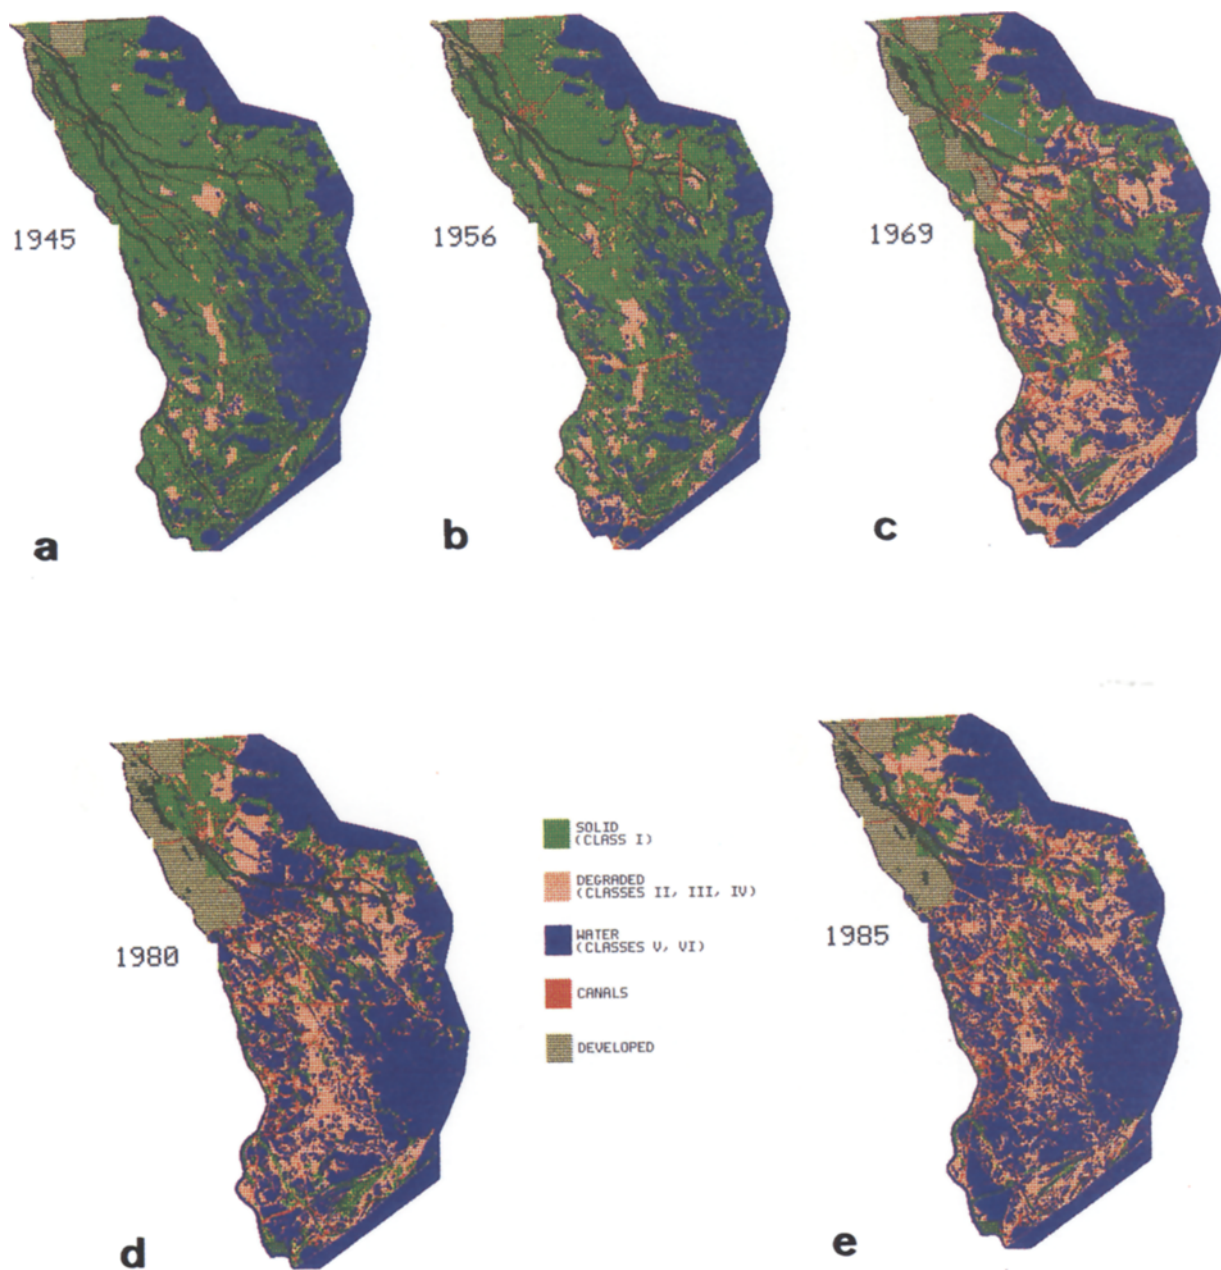 1945
1956
1969
a
b
c
SOLID
(CLASS I)
DEGRADED
(CLASSES II, III, IV)
WATER
(CLASSES V, VI)
CANALS
DEVELOPED
1980
1985
d
e